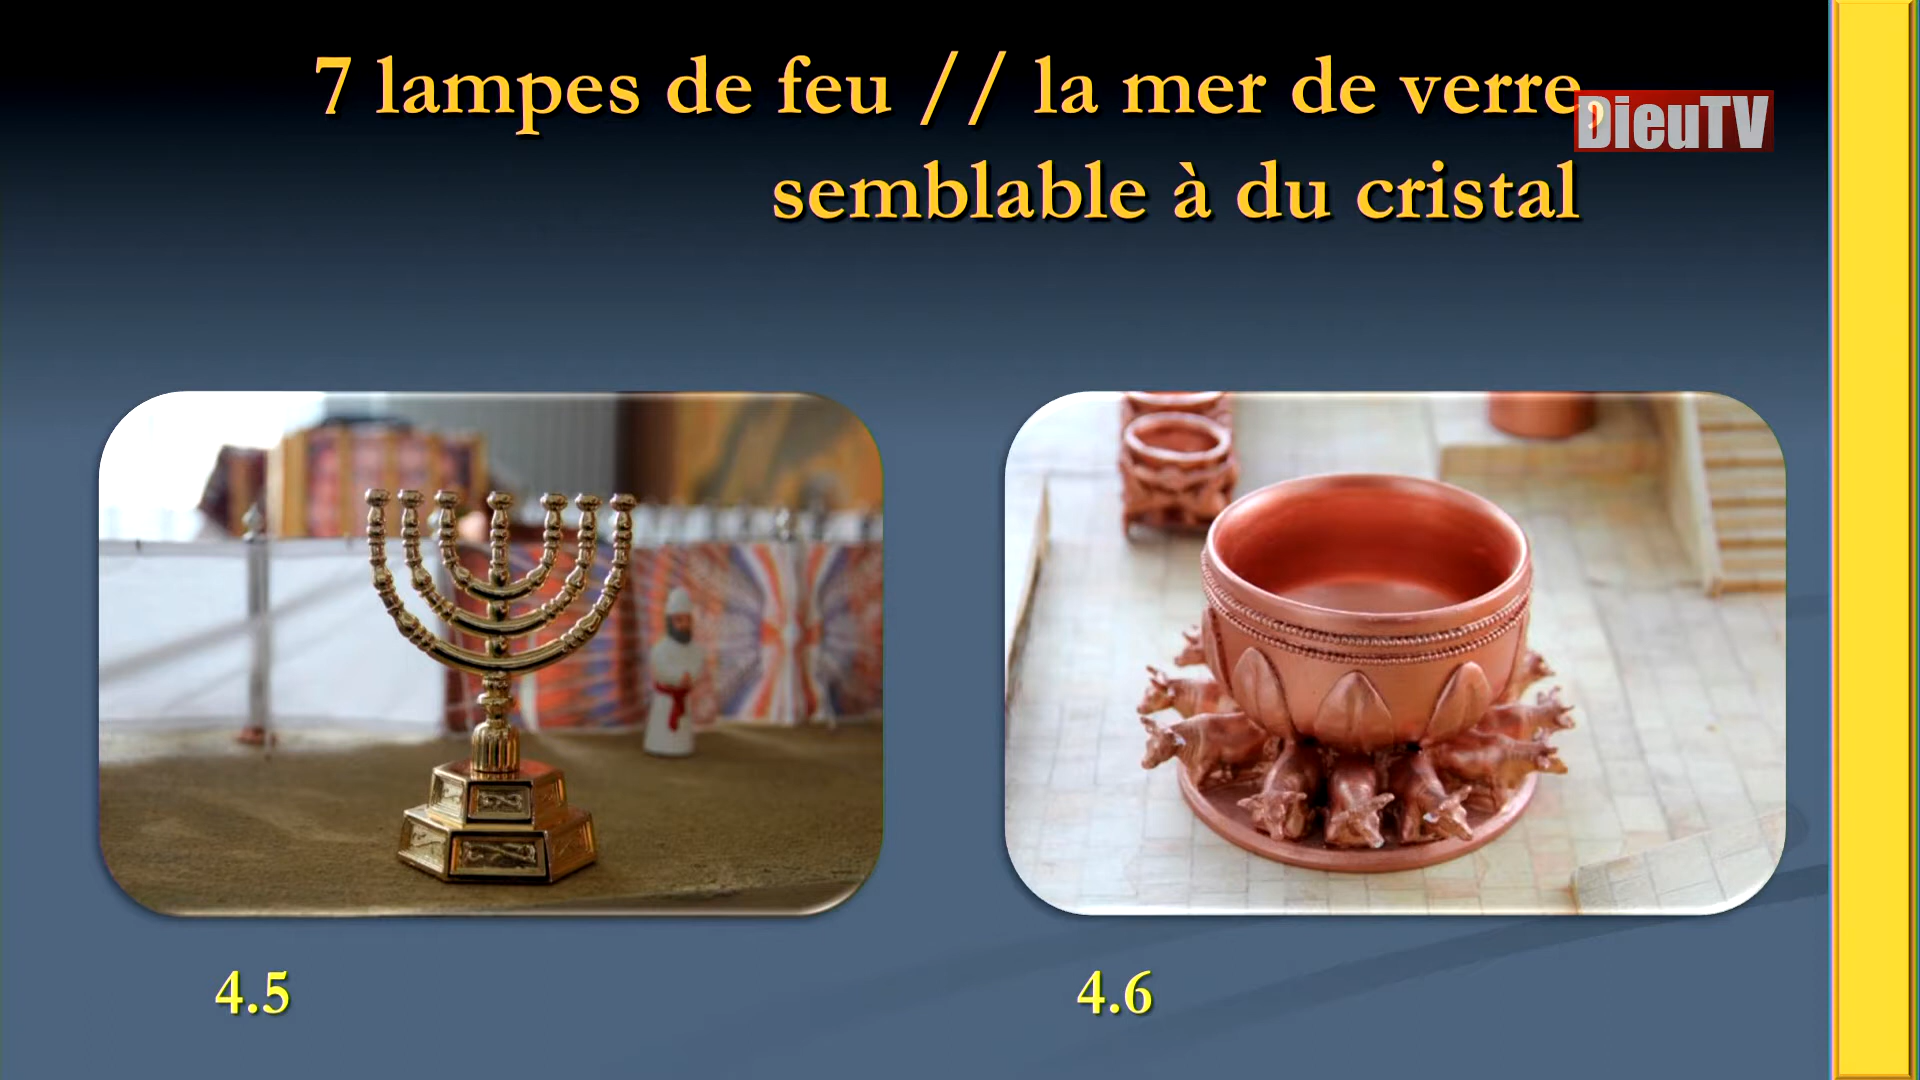 7 lampes de feu // la mer de verre,
DieuTV
semblable à du cristal
4.5
4.6